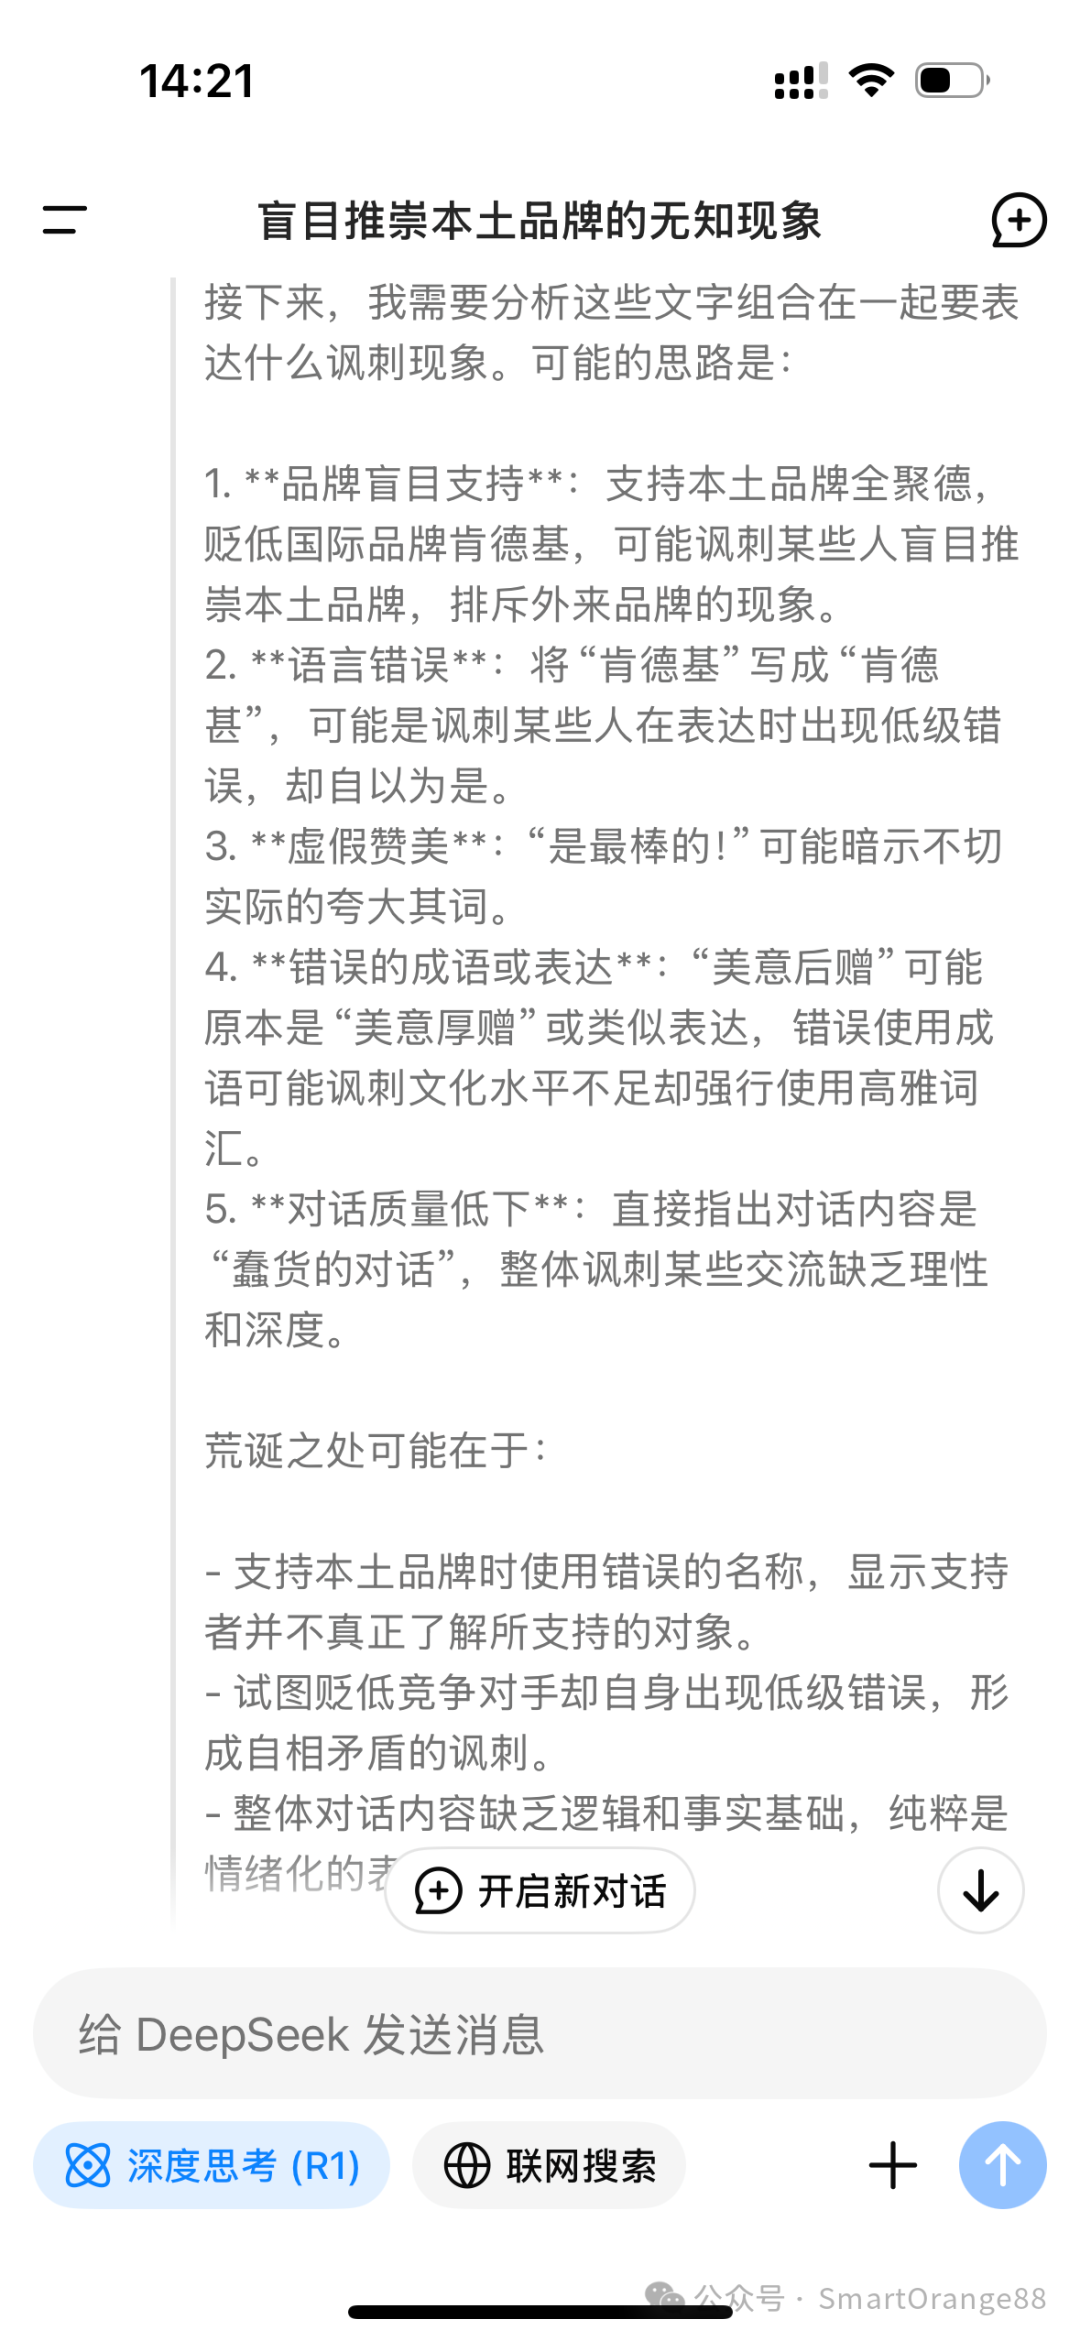 14:21
盲目推崇本土品牌的无知现象
接下来，我需要分析这些文字组合在一起要表
达什么讽刺现象。可能的思路是：
1. **品牌盲目支持**：支持本土品牌全聚德，
贬低国际品牌肯德基，可能讽刺某些人盲目推
崇本土品牌，排斥外来品牌的现象。
2. **语言错误**：将“肯德基”写成“肯德
甚”，可能是讽刺某些人在表达时出现低级错
误，却自以为是。
3. **虚假赞美**：“是最棒的！”可能暗示不切
实际的夸大其词。
4. **错误的成语或表达**：“美意后赠”可能
原本是“美意厚赠”或类似表达，错误使用成
语可能讽刺文化水平不足却强行使用高雅词
汇。
5. **对话质量低下**：直接指出对话内容是
“蠢货的对话”，整体讽刺某些交流缺乏理性
和深度。
荒诞之处可能在于：
- 支持本土品牌时使用错误的名称，显示支持
者并不真正了解所支持的对象。
- 试图贬低竞争对手却自身出现低级错误，形
成自相矛盾的讽刺。
- 整体对话内容缺乏逻辑和事实基础，纯粹是
情绪化的
开启新对话
给 DeepSeek 发送消息
深度思考 (R1)
联网搜索
公众号 · SmartOrange88